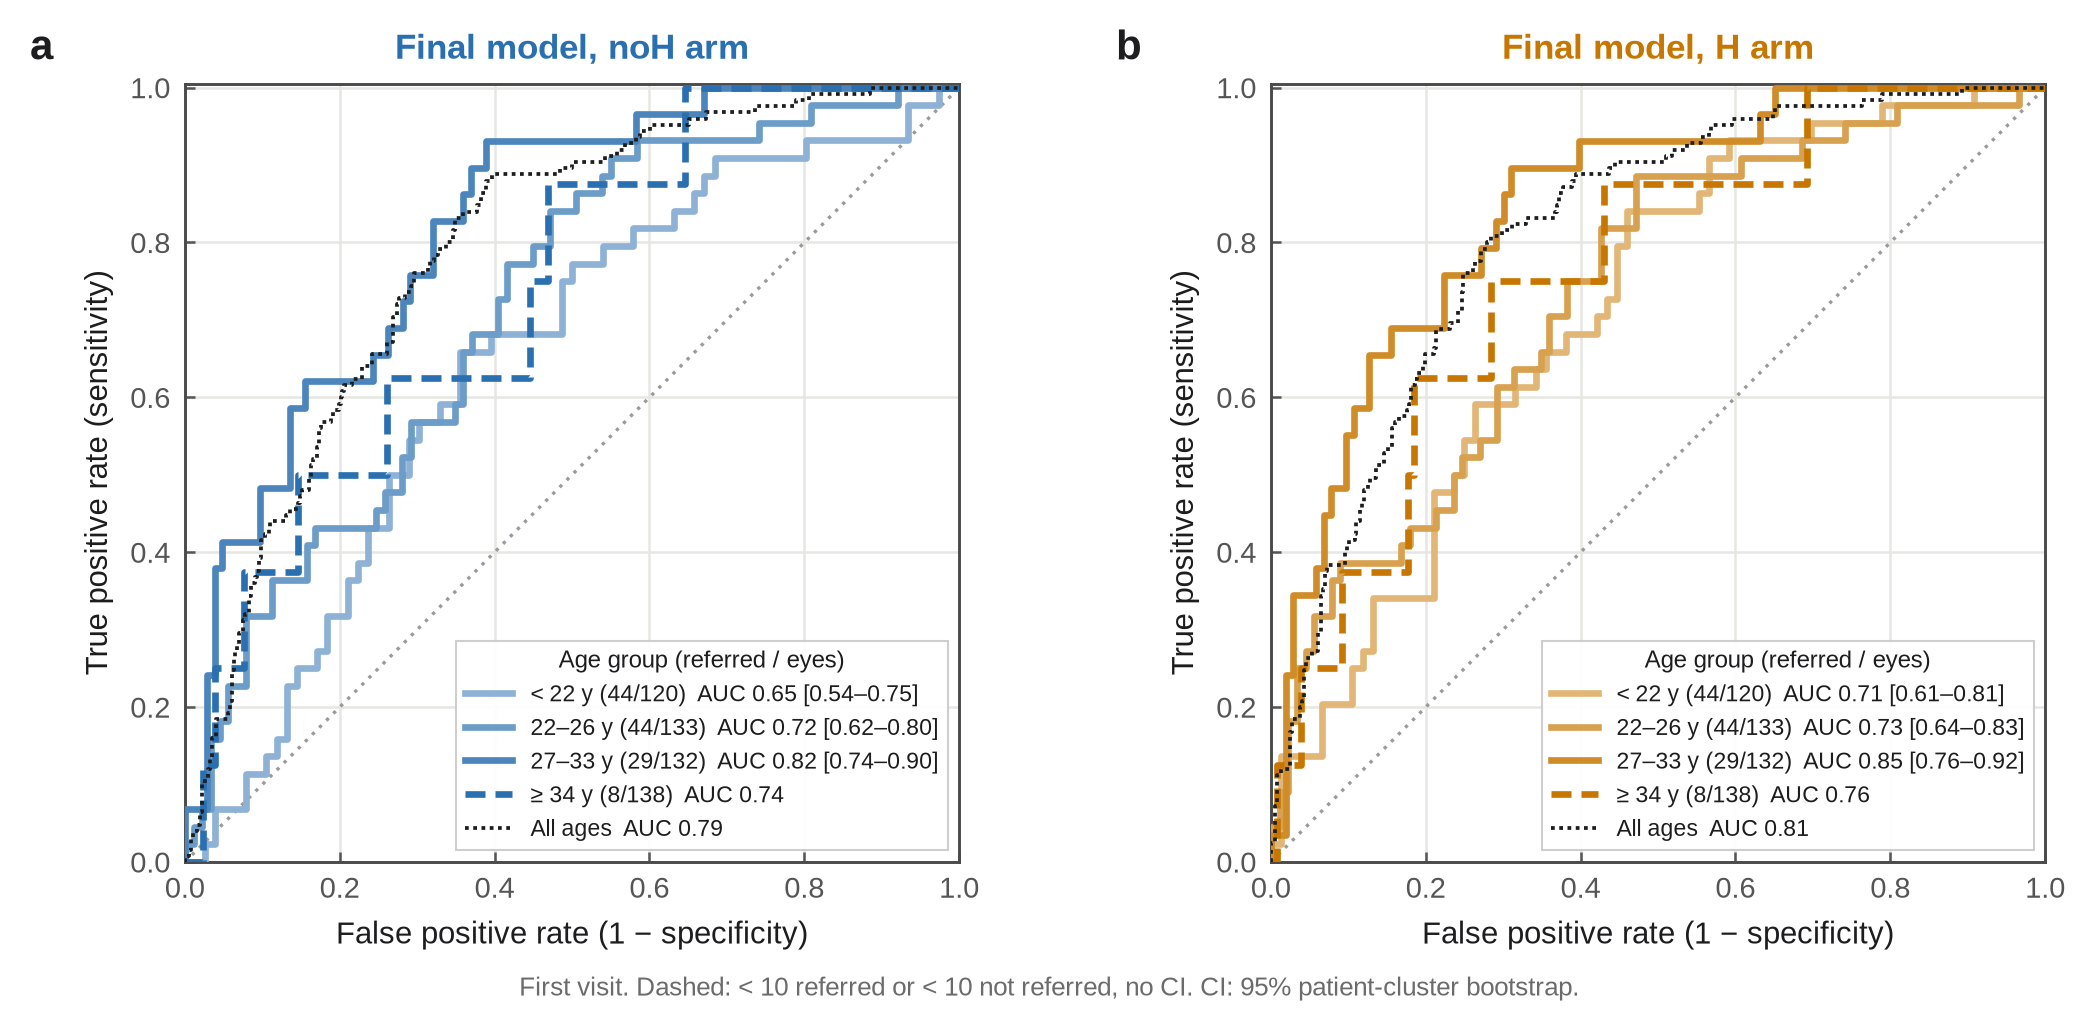 a
Final model, noH arm
True positive rate (sensitivity)
1.0
0.8
0.6
0.4
0.2
0.0
Age group (referred / eyes)
< 22 y (44/120)  AUC 0.65 [0.54–0.75]
22–26 y (44/133)  AUC 0.72 [0.62–0.80]
27–33 y (29/132)  AUC 0.82 [0.74–0.90]
≥ 34 y (8/138)  AUC 0.74
All ages  AUC 0.79
0.0 0.2 0.4 0.6 0.8 1.0
False positive rate (1 − specificity)
b
Final model, H arm
True positive rate (sensitivity)
1.0
0.8
0.6
0.4
0.2
0.0
Age group (referred / eyes)
< 22 y (44/120)  AUC 0.71 [0.61–0.81]
22–26 y (44/133)  AUC 0.73 [0.64–0.83]
27–33 y (29/132)  AUC 0.85 [0.76–0.92]
≥ 34 y (8/138)  AUC 0.76
All ages  AUC 0.81
0.0 0.2 0.4 0.6 0.8 1.0
False positive rate (1 − specificity)
First visit. Dashed: < 10 referred or < 10 not referred, no CI. CI: 95% patient-cluster bootstrap.